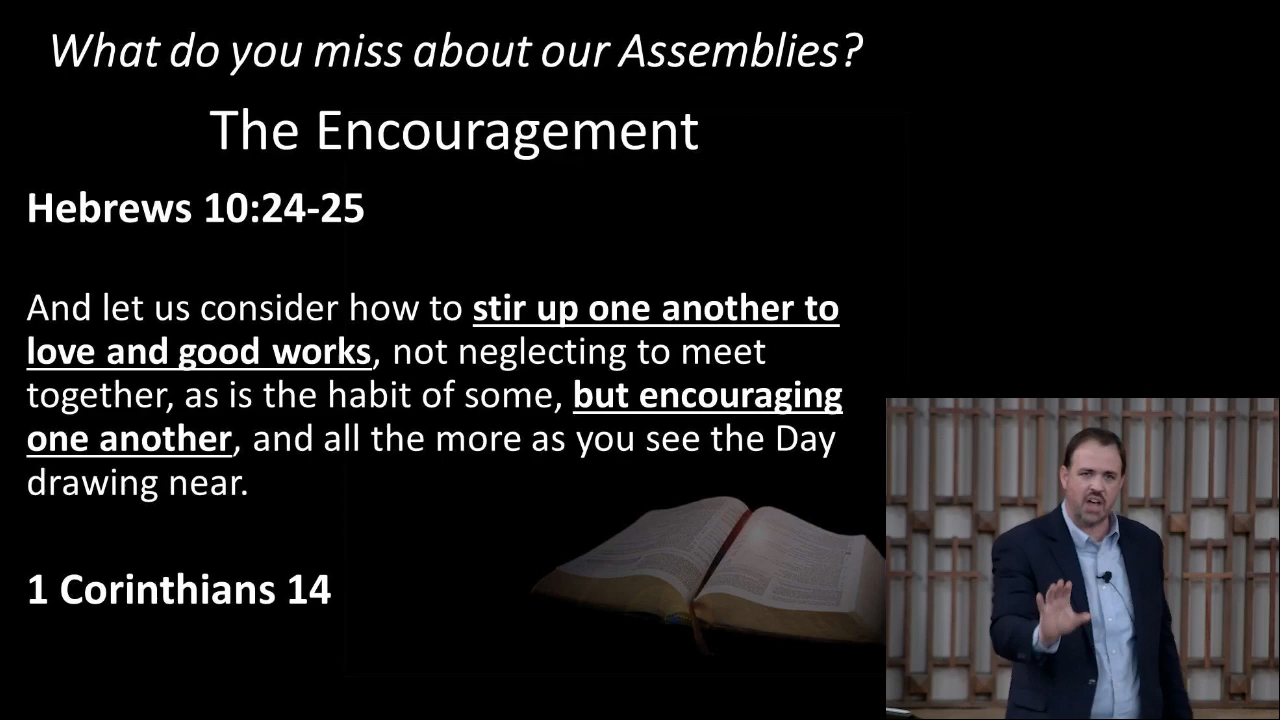 What do you miss about our Assemblies?
The Encouragement
Hebrews 10:24-25
And let us consider how to stir up one another to
love and good works, not neglecting to meet
together, as is the habit of some, but encouraging
one another, and all the more as you see the Day
drawing near.
1 Corinthians 14